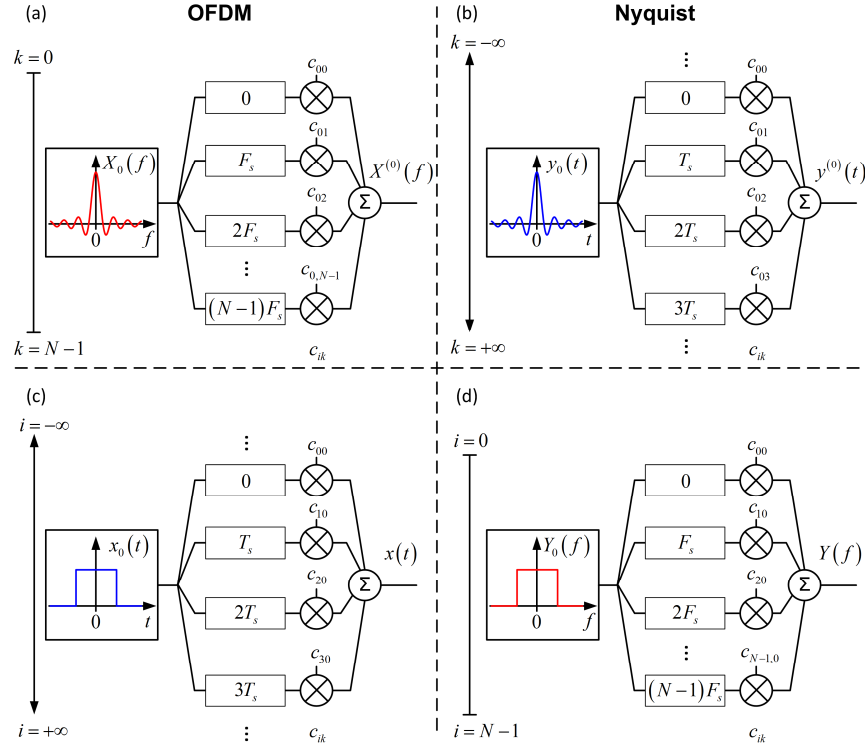 OFDM
Nyquist
(a)
k = 0
k = N − 1
X₀(f)
0
f
0
Fₛ
2Fₛ
⋮
(N−1)Fₛ
c₀₀
c₀₁
c₀₂
c₀,N−1
cᵢₖ
Σ
X⁽⁰⁾(f)
(b)
k = −∞
k = +∞
y₀(t)
0
t
⋮
0
Tₛ
2Tₛ
3Tₛ
⋮
c₀₀
c₀₁
c₀₂
c₀₃
cᵢₖ
Σ
y⁽⁰⁾(t)
(c)
i = −∞
i = +∞
x₀(t)
0
t
⋮
0
Tₛ
2Tₛ
3Tₛ
⋮
c₀₀
c₁₀
c₂₀
c₃₀
cᵢₖ
Σ
x(t)
(d)
i = 0
i = N − 1
Y₀(f)
0
f
0
Fₛ
2Fₛ
⋮
(N−1)Fₛ
c₀₀
c₁₀
c₂₀
cN−1,0
cᵢₖ
Σ
Y(f)